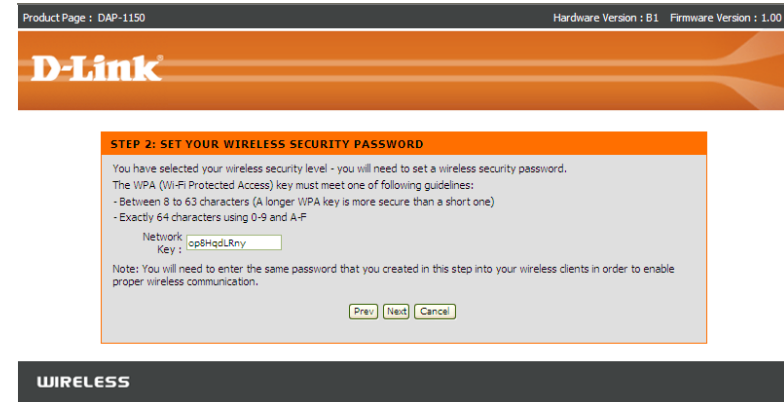 Product Page : DAP-1150 Hardware Version : B1 Firmware Version : 1.00
D-Link
STEP 2: SET YOUR WIRELESS SECURITY PASSWORD
You have selected your wireless security level - you will need to set a wireless security password.
The WPA (Wi-Fi Protected Access) key must meet one of following guidelines:
- Between 8 to 63 characters (A longer WPA key is more secure than a short one)
- Exactly 64 characters using 0-9 and A-F
Network
Key : op8HqdLRny
Note: You will need to enter the same password that you created in this step into your wireless clients in order to enable
proper wireless communication.
Prev Next Cancel
WIRELESS